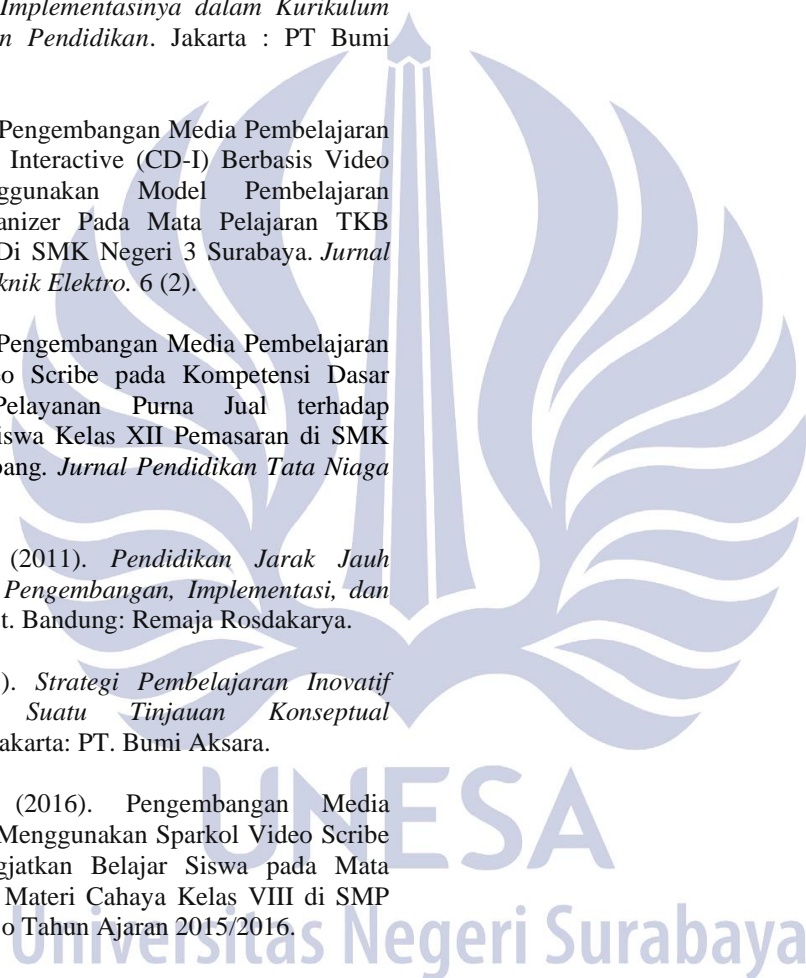 Implementasinya dalam Kurikulum
n Pendidikan. Jakarta : PT Bumi
Pengembangan Media Pembelajaran
Interactive (CD-I) Berbasis Video
ggunakan Model Pembelajaran
anizer Pada Mata Pelajaran TKB
Di SMK Negeri 3 Surabaya. Jurnal
knik Elektro. 6 (2).
Pengembangan Media Pembelajaran
eo Scribe pada Kompetensi Dasar
Pelayanan Purna Jual terhadap
iswa Kelas XII Pemasaran di SMK
bang. Jurnal Pendidikan Tata Niaga
(2011). Pendidikan Jarak Jauh
Pengembangan, Implementasi, dan
t. Bandung: Remaja Rosdakarya.
). Strategi Pembelajaran Inovatif
Suatu Tinjauan Konseptual
akarta: PT. Bumi Aksara.
(2016). Pengembangan Media
Menggunakan Sparkol Video Scribe
gjatkan Belajar Siswa pada Mata
Materi Cahaya Kelas VIII di SMP
o Tahun Ajaran 2015/2016.
UNESA
Universitas Negeri Surabaya